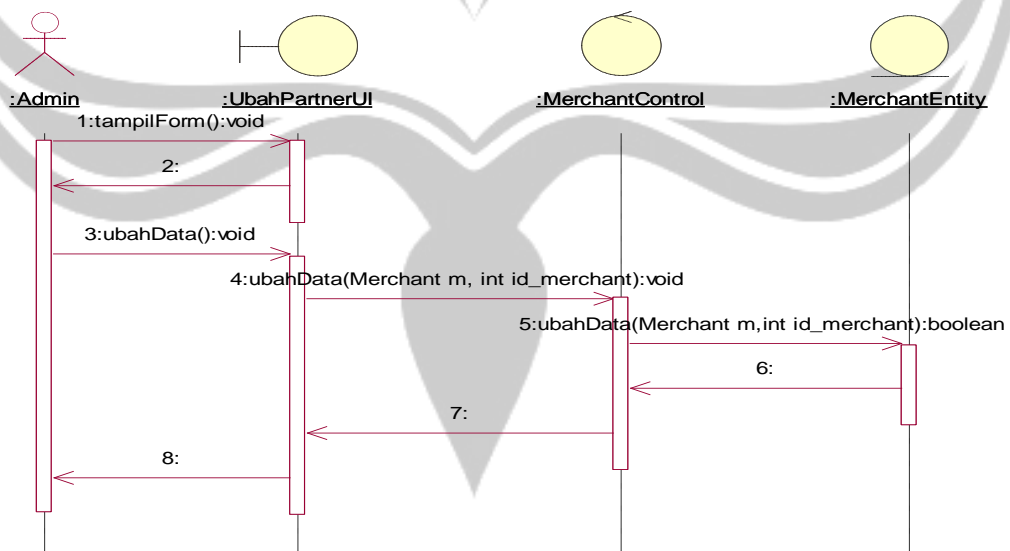 :Admin
:UbahPartnerUI
:MerchantControl
:MerchantEntity
1:tampilForm():void
2:
3:ubahData():void
4:ubahData(Merchant m, int id_merchant):void
5:ubahData(Merchant m,int id_merchant):boolean
6:
7:
8: